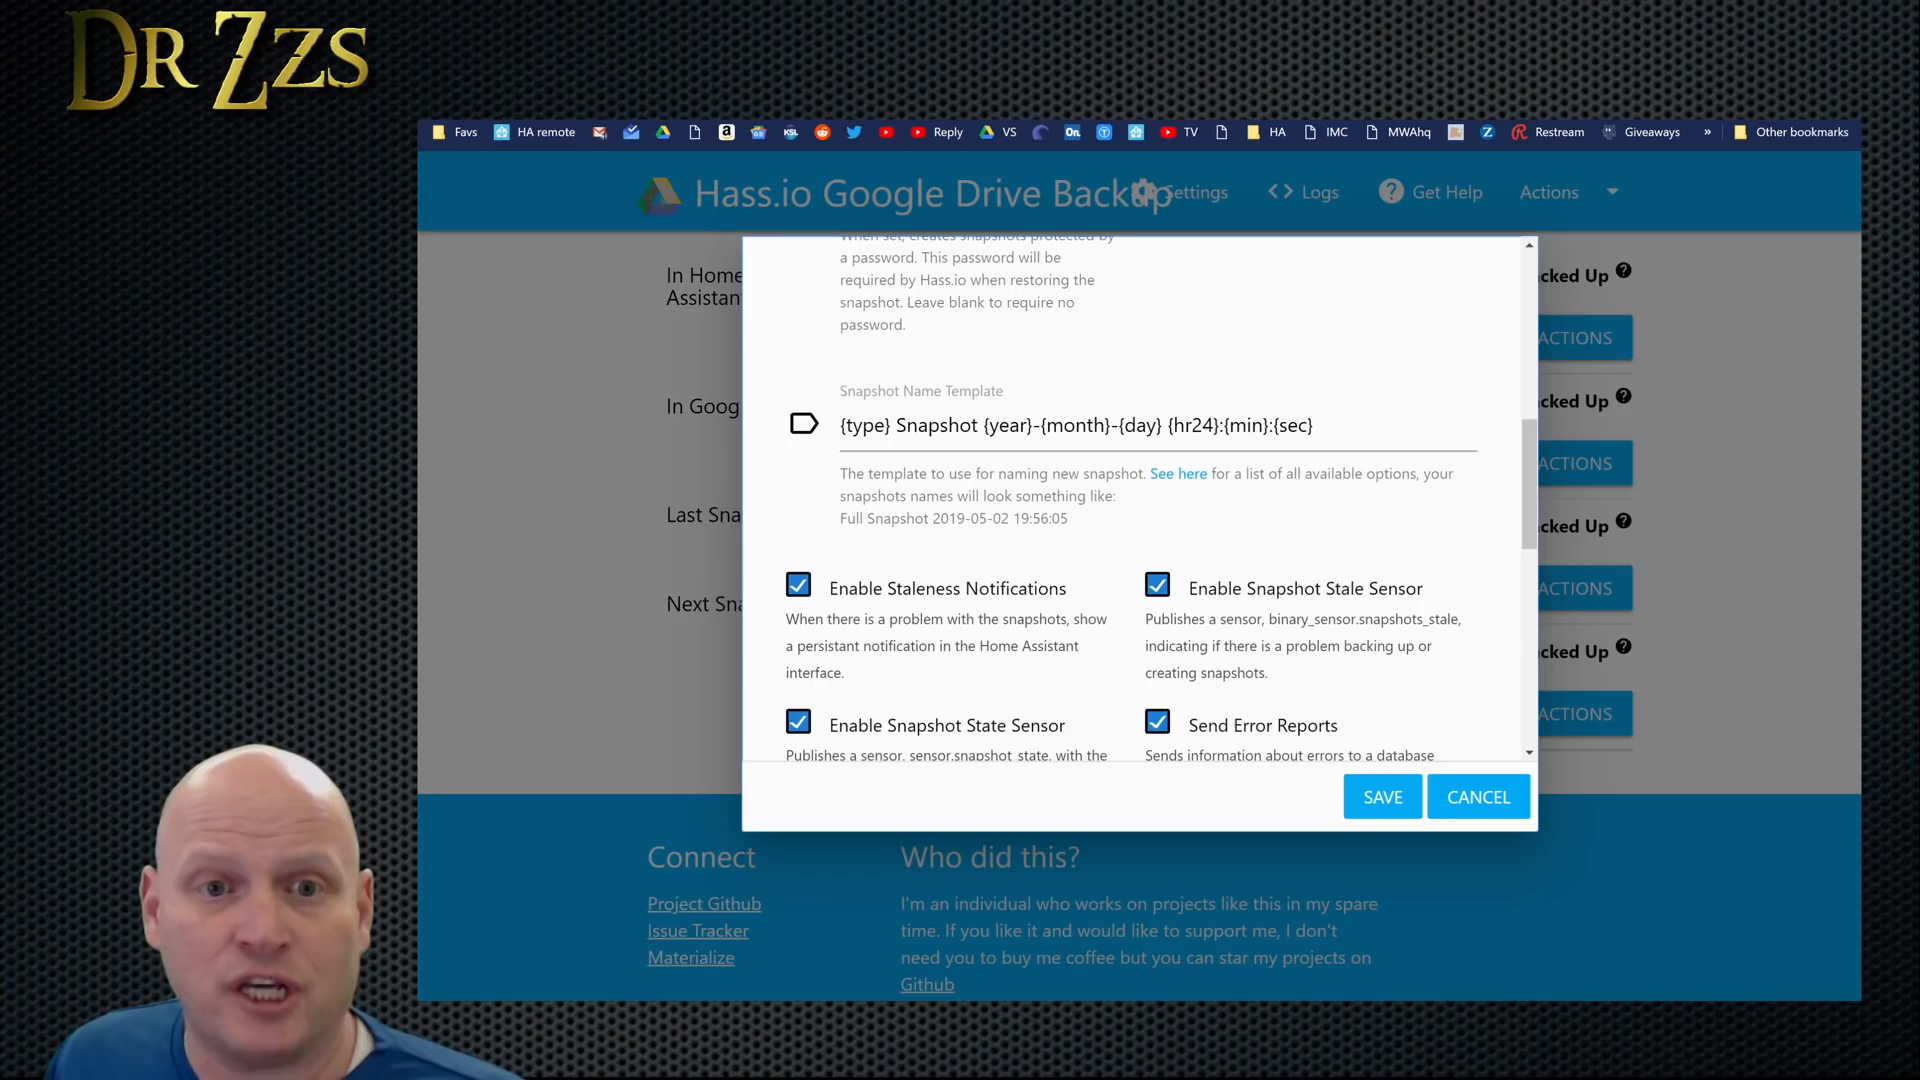 DR ZZS
Favs HA remote Reply VS TV HA IMC MWAhq Restream Giveaways » Other bookmarks
Hass.io Google Drive Backup Settings Logs Get Help Actions
When set, creates snapshots protected by
a password. This password will be
required by Hass.io when restoring the
snapshot. Leave blank to require no
password.
In Home
Assistant
cked Up
ACTIONS
Snapshot Name Template
{type} Snapshot {year}-{month}-{day} {hr24}:{min}:{sec}
In Goog
cked Up
ACTIONS
The template to use for naming new snapshot. See here for a list of all available options, your
snapshots names will look something like:
Full Snapshot 2019-05-02 19:56:05
Last Sna
cked Up
ACTIONS
Enable Staleness Notifications
When there is a problem with the snapshots, show
a persistant notification in the Home Assistant
interface.
Enable Snapshot Stale Sensor
Publishes a sensor, binary_sensor.snapshots_stale,
indicating if there is a problem backing up or
creating snapshots.
Next Sna
cked Up
ACTIONS
Enable Snapshot State Sensor
Publishes a sensor, sensor.snapshot_state, with the
Send Error Reports
Sends information about errors to a database
SAVE CANCEL
Connect
Project Github
Issue Tracker
Materialize
Who did this?
I'm an individual who works on projects like this in my spare
time. If you like it and would like to support me, I don't
need you to buy me coffee but you can star my projects on
Github